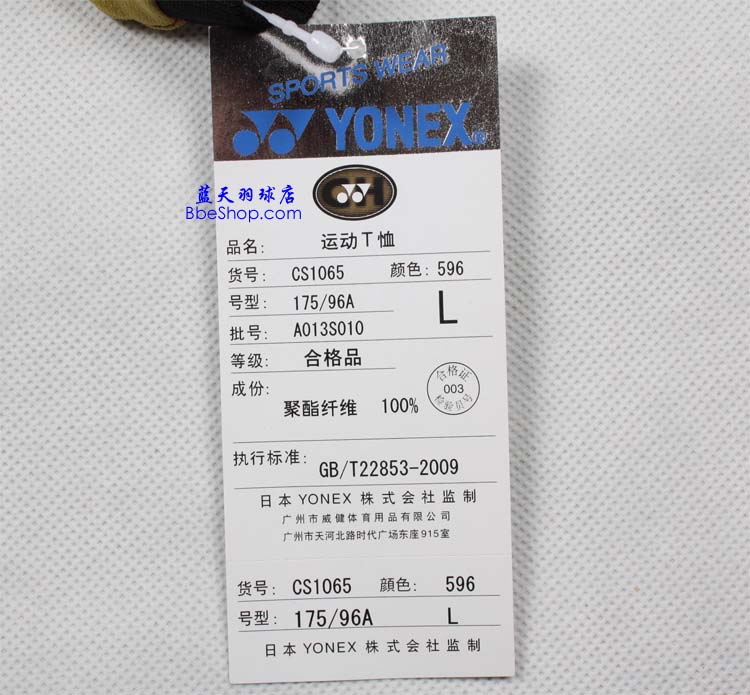 SPORTS WEAR
YONEX
CH
蓝天羽球店
BbeShop.com
品名: 运动T恤
货号: CS1065 颜色: 596
号型: 175/96A L
批号: A013S010
等级: 合格品
成份:
聚酯纤维 100%
合格证
003
检验员号
执行标准: GB/T22853-2009
日本 YONEX 株式会社监制
广州市威健体育用品有限公司
广州市天河北路时代广场东座915室
货号: CS1065 颜色: 596
号型: 175/96A L
日本 YONEX 株式会社监制